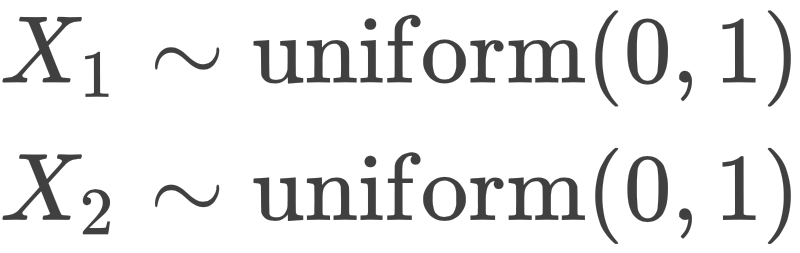 X₁ ∼ uniform(0, 1)
X₂ ∼ uniform(0, 1)